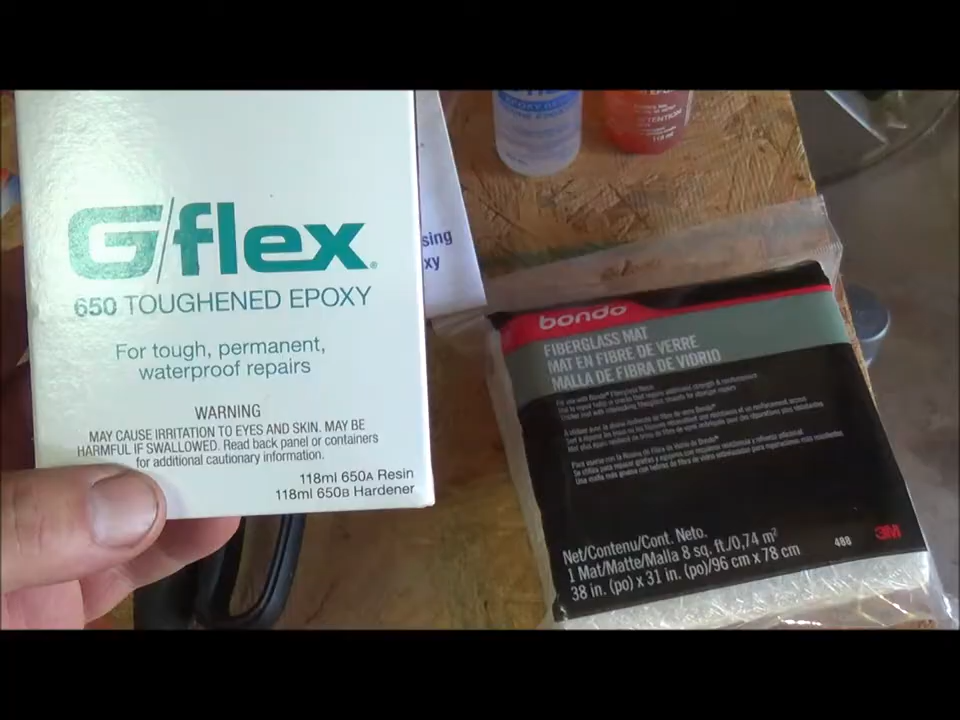 G/flex®
650 TOUGHENED EPOXY
For tough, permanent,
waterproof repairs
WARNING
MAY CAUSE IRRITATION TO EYES AND SKIN. MAY BE
HARMFUL IF SWALLOWED. Read back panel or containers
for additional cautionary information.
118ml 650A Resin
118ml 650B Hardener
sing
xy
ATTENTION
118 ml
bondo
FIBERGLASS MAT
MAT EN FIBRE DE VERRE
MALLA DE FIBRA DE VIDRIO
Net/Contenu/Cont. Neto.
1 Mat/Matte/Malla 8 sq. ft./0,74 m²
38 in. (po) x 31 in. (po)/96 cm x 78 cm
488
3M